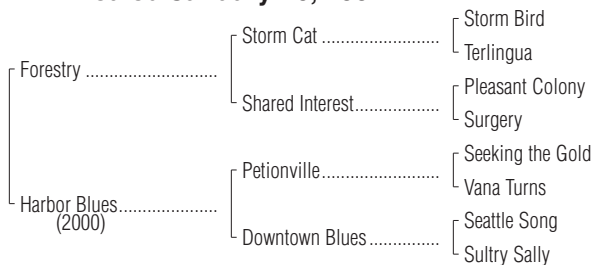 Storm Bird
Storm Cat ........................
Terlingua
Forestry ...........................
Pleasant Colony
Shared Interest.................
Surgery
Seeking the Gold
Petionville........................
Vana Turns
Harbor Blues....................
(2000)
Seattle Song
Downtown Blues ..............
Sultry Sally